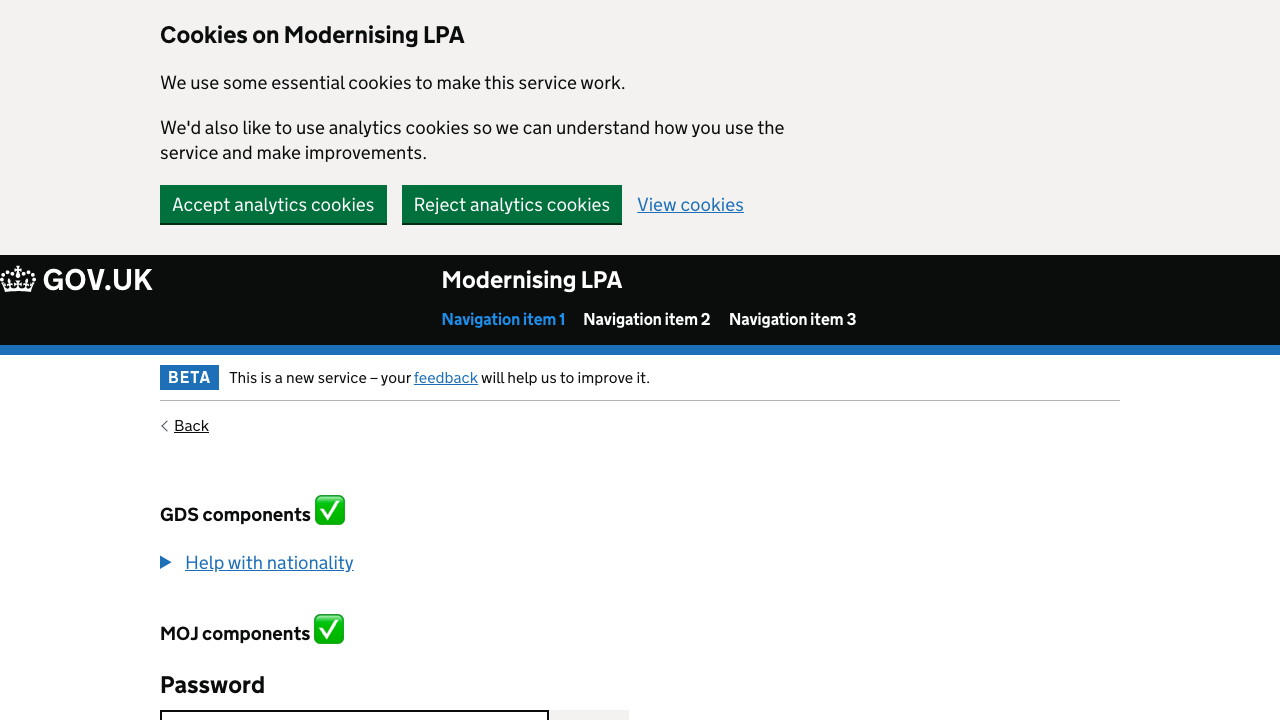 Cookies on Modernising LPA
We use some essential cookies to make this service work.
We'd also like to use analytics cookies so we can understand how you use the
service and make improvements.
Accept analytics cookies
Reject analytics cookies
View cookies
GOV.UK
Modernising LPA
Navigation item 1 Navigation item 2 Navigation item 3
BETA This is a new service – your feedback will help us to improve it.
Back
GDS components ✅
Help with nationality
MOJ components ✅
Password